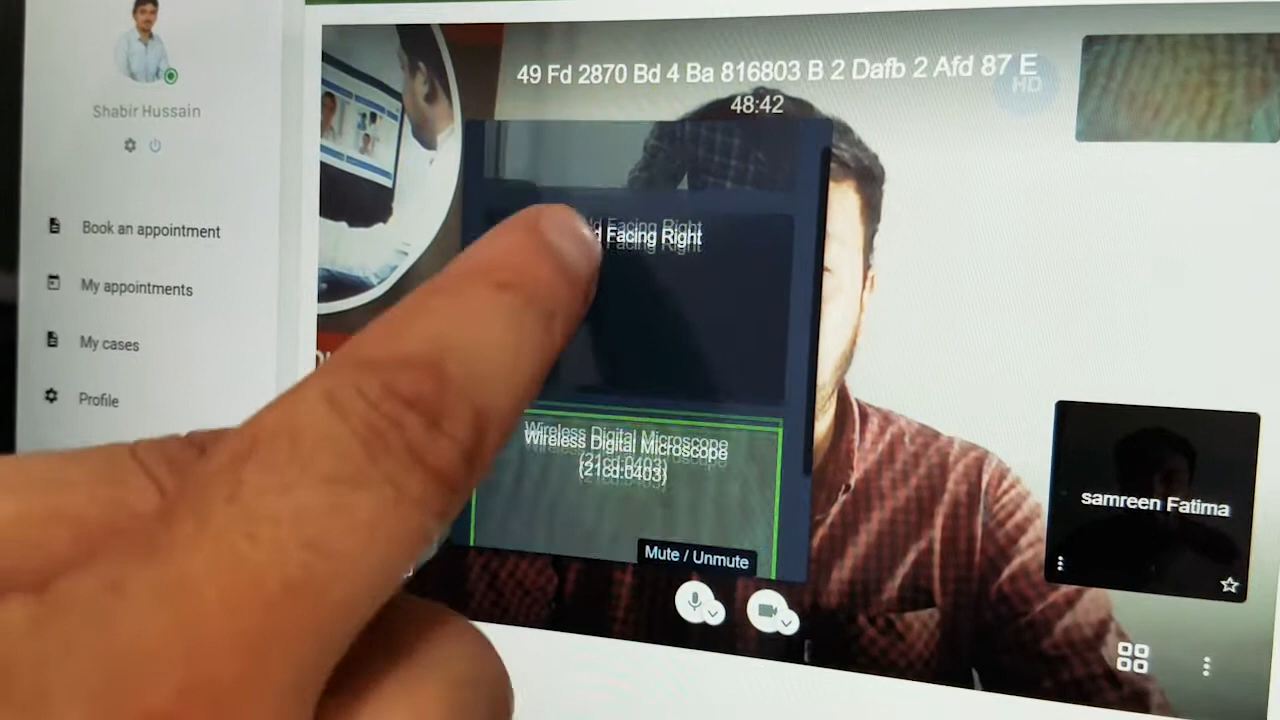 Shabir Hussain
Book an appointment
My appointments
My cases
Profile
49 Fd 2870 Bd 4 Ba 816803 B 2 Dafb 2 Afd 87 E
HD
48:42
Facing Right
Wireless Digital Microscope
(21cd:0403)
Mute / Unmute
samreen Fatima